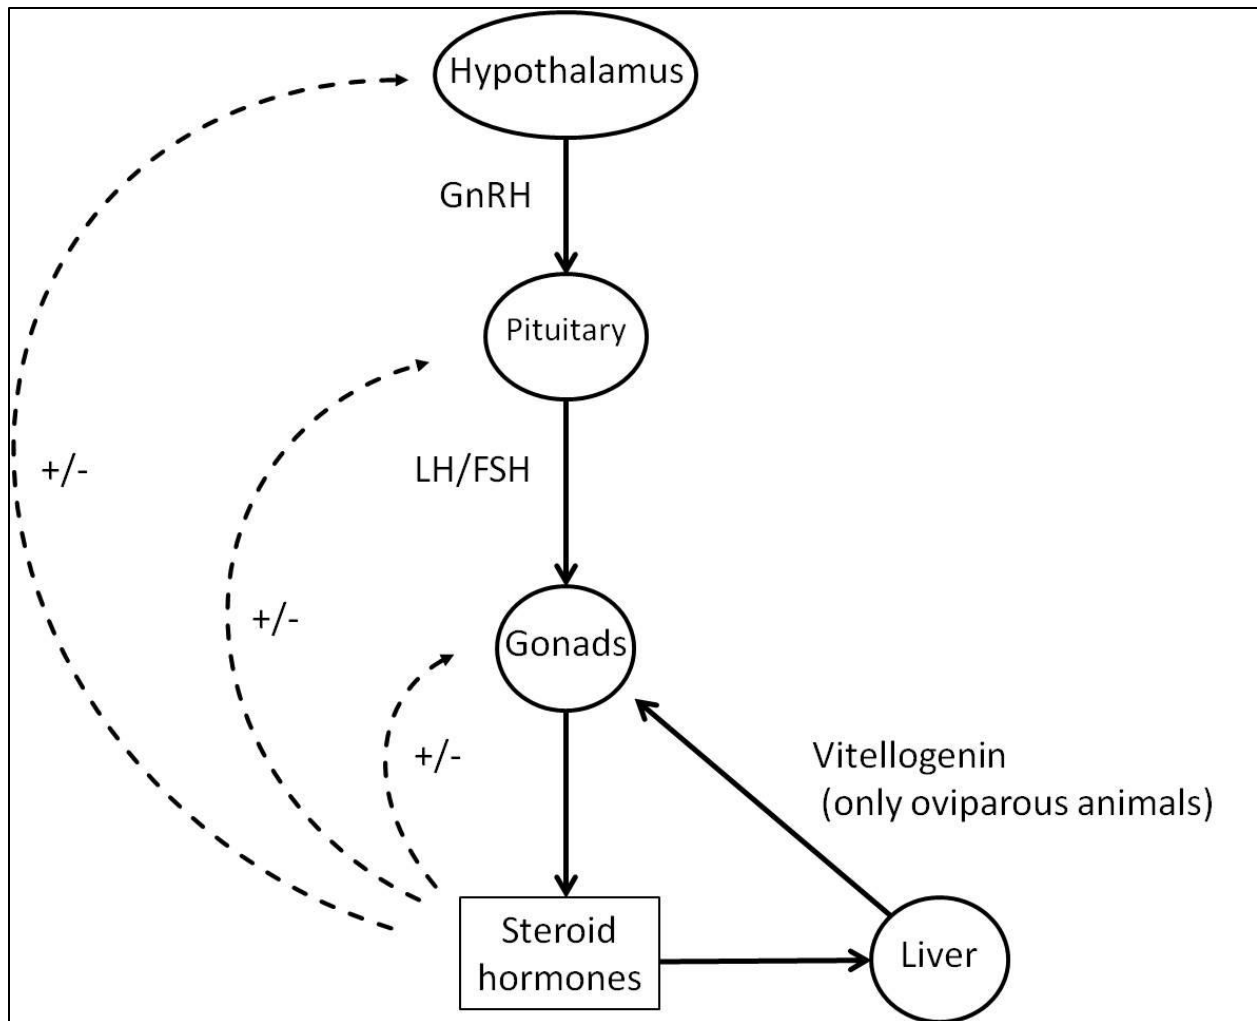 Hypothalamus
GnRH
Pituitary
+/-
LH/FSH
+/-
Gonads
+/-
Vitellogenin
(only oviparous animals)
Steroid
hormones
Liver